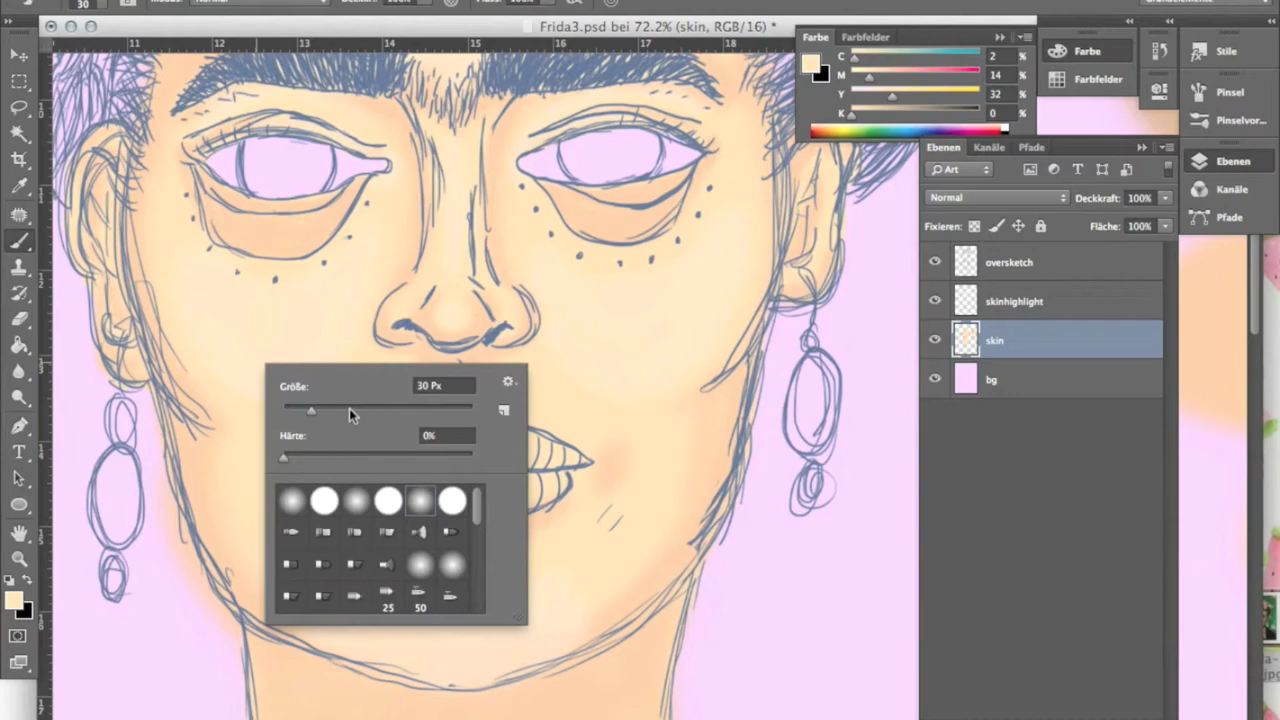 30
Normal
Frida3.psd bei 72.2% (skin, RGB/16) *
11 12 13 14 15 16 17 18
Farbe Farbfelder
C 2 %
M 14 %
Y 32 %
K 0 %
Farbe
Farbfelder
Stile
Pinsel
Pinselvor...
Ebenen
Kanäle
Pfade
Ebenen Kanäle Pfade
Art
Normal Deckkraft: 100%
Fixieren: Fläche: 100%
oversketch
skinhighlight
skin
bg
Größe: 30 Px
Härte: 0%
25 50
T